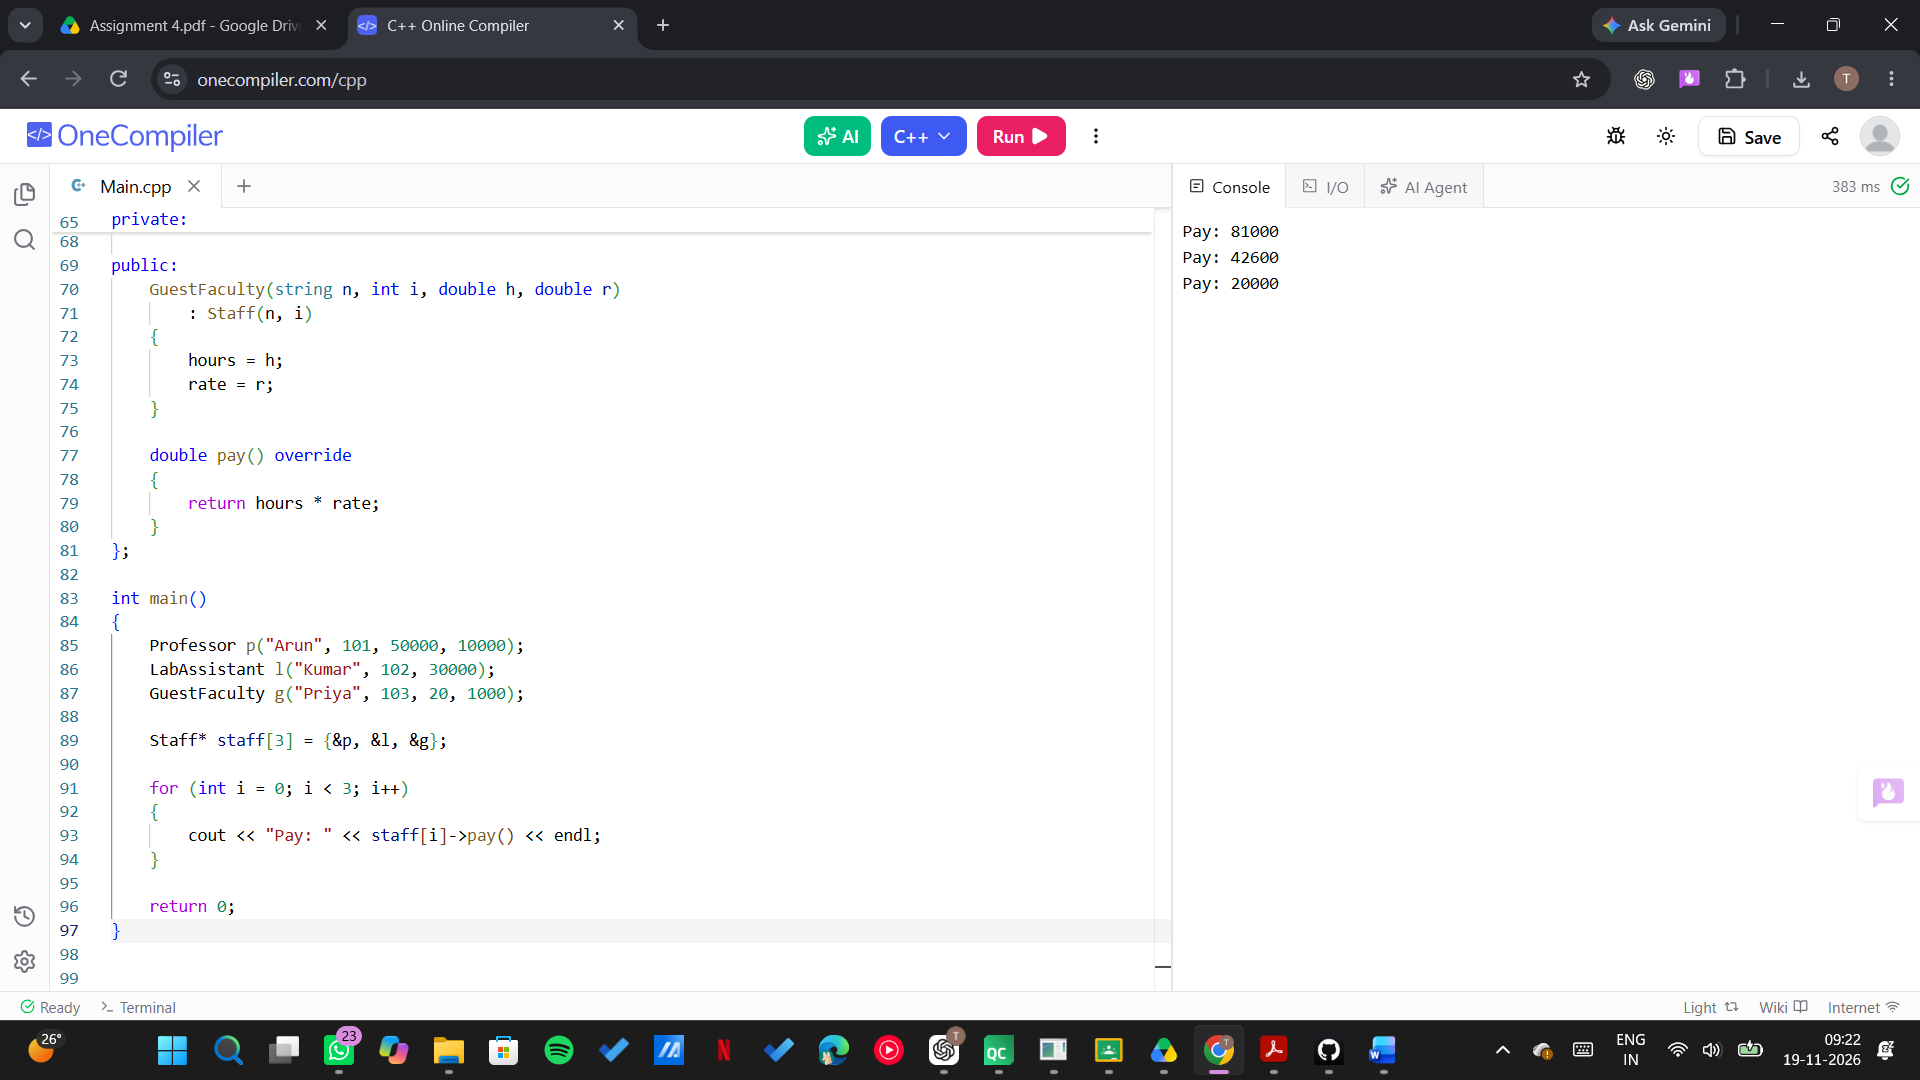 Assignment 4.pdf - Google Driv
C++ Online Compiler
Ask Gemini
onecompiler.com/cpp
T
</> OneCompiler
AI
C++
Run
Save
Main.cpp
Console
I/O
AI Agent
383 ms
65 private:
68
69 public:
70 GuestFaculty(string n, int i, double h, double r)
71 : Staff(n, i)
72 {
73 hours = h;
74 rate = r;
75 }
76
77 double pay() override
78 {
79 return hours * rate;
80 }
81 };
82
83 int main()
84 {
85 Professor p("Arun", 101, 50000, 10000);
86 LabAssistant l("Kumar", 102, 30000);
87 GuestFaculty g("Priya", 103, 20, 1000);
88
89 Staff* staff[3] = {&p, &l, &g};
90
91 for (int i = 0; i < 3; i++)
92 {
93 cout << "Pay: " << staff[i]->pay() << endl;
94 }
95
96 return 0;
97 }
98
99
Pay: 81000
Pay: 42600
Pay: 20000
Ready
Terminal
Light
Wiki
Internet
26°
23
N
T
QC
T
W
ENG
IN
09:22
19-11-2026